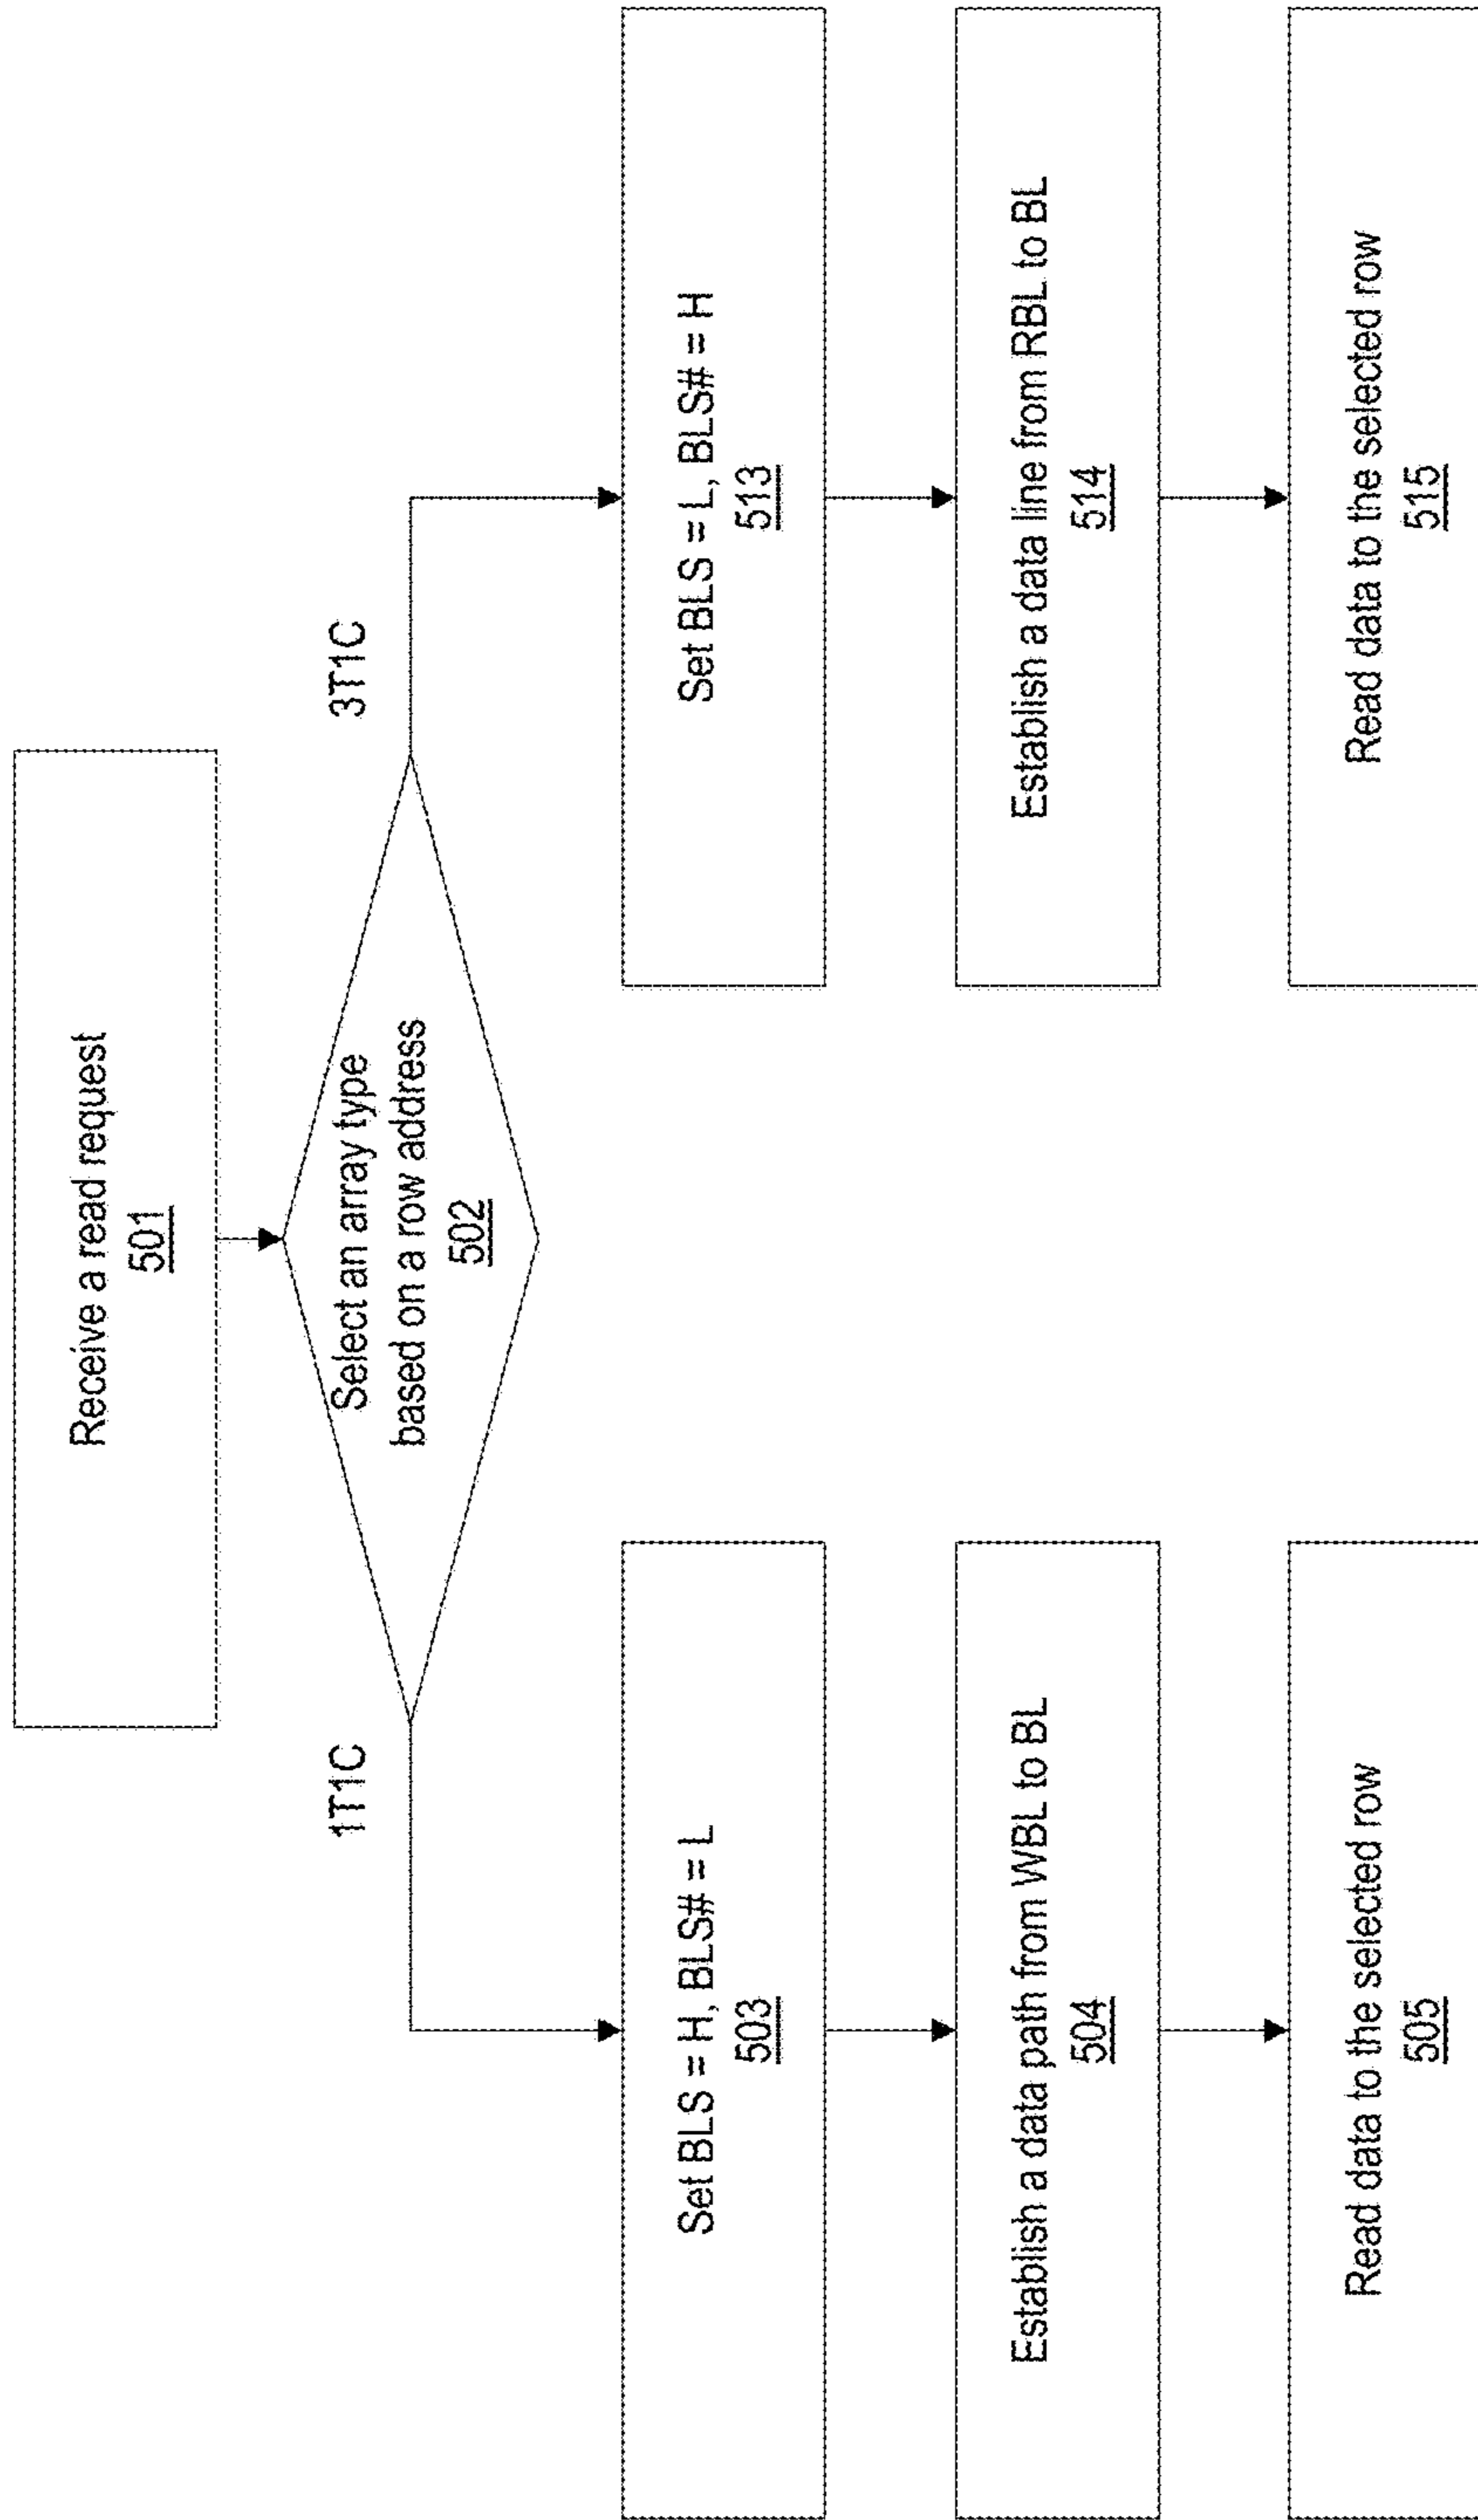 Receive a read request
501
Select an array type
based on a row address
502
1T1C
3T1C
Set BLS = H, BLS# = L
503
Establish a data path from WBL to BL
504
Read data to the selected row
505
Set BLS = L, BLS# = H
513
Establish a data line from RBL to BL
514
Read data to the selected row
515